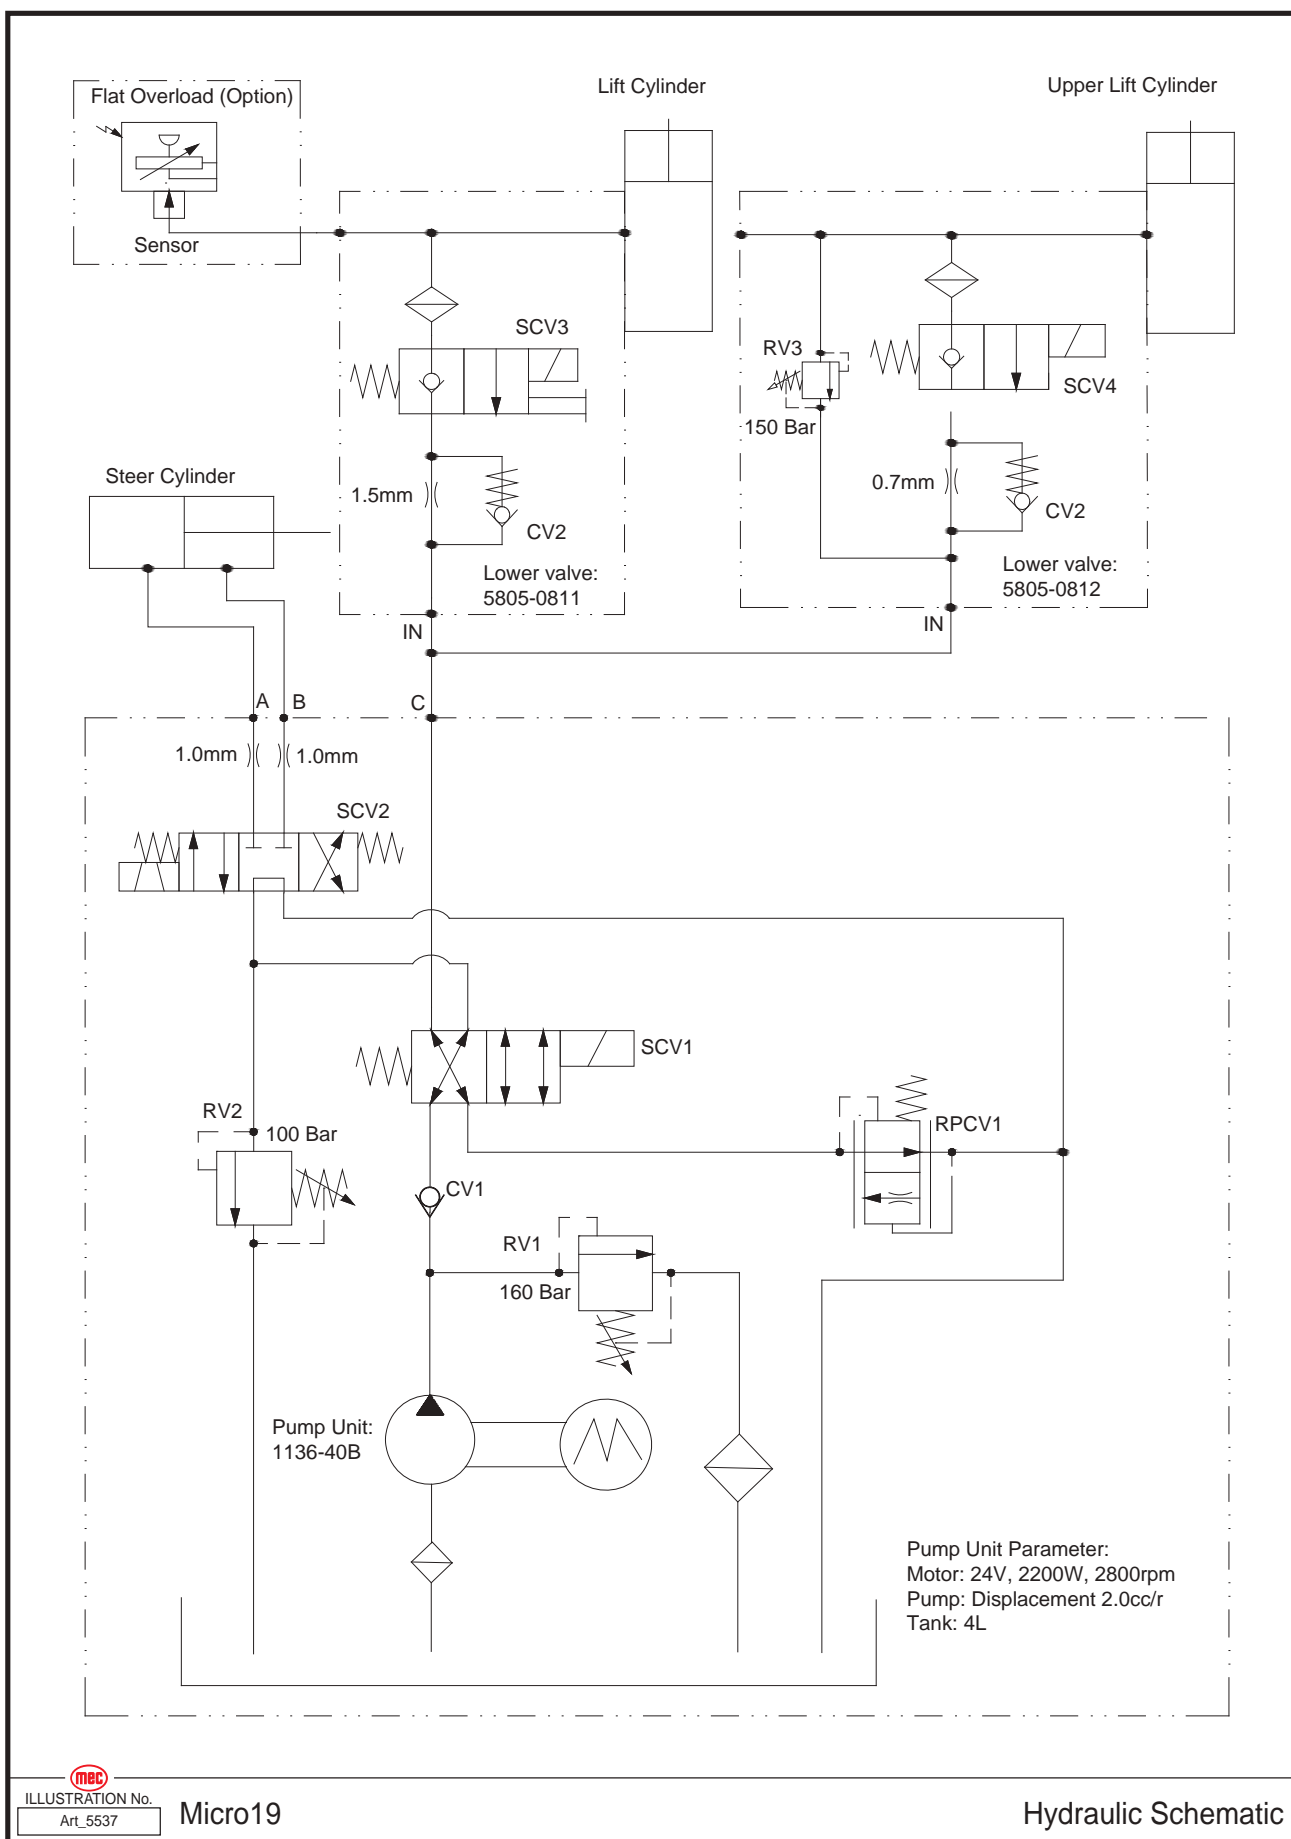 Lift Cylinder
Upper Lift Cylinder
Flat Overload (Option)
Sensor
SCV3
RV3
150 Bar
SCV4
Steer Cylinder
1.5mm
CV2
0.7mm
CV2
Lower valve:
5805-0811
Lower valve:
5805-0812
IN
IN
A
B
C
1.0mm
1.0mm
SCV2
SCV1
RV2
100 Bar
RPCV1
CV1
RV1
160 Bar
Pump Unit:
1136-40B
Pump Unit Parameter:
Motor: 24V, 2200W, 2800rpm
Pump: Displacement 2.0cc/r
Tank: 4L
mec
ILLUSTRATION No.
Art_5537
Micro19
Hydraulic Schematic